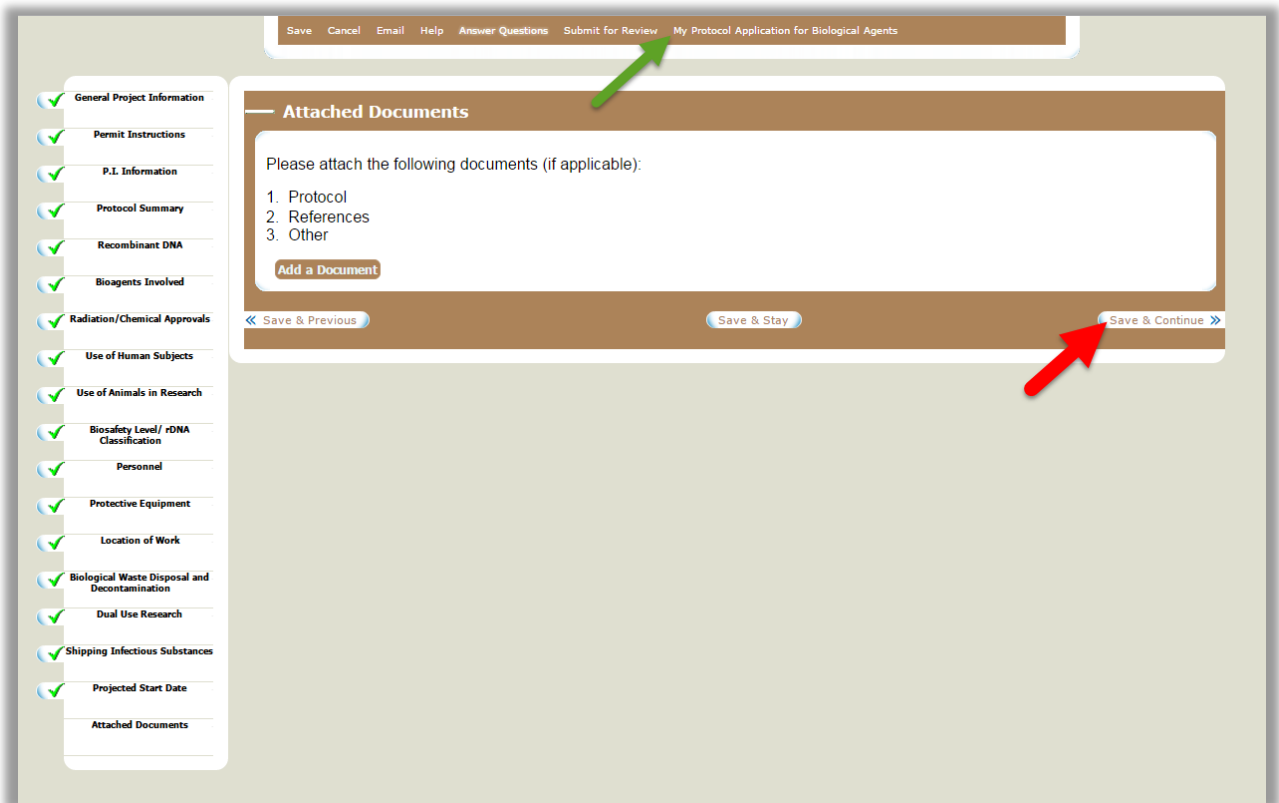 Save Cancel Email Help Answer Questions Submit for Review My Protocol Application for Biological Agents
General Project Information
Permit Instructions
P.I. Information
Protocol Summary
Recombinant DNA
Bioagents Involved
Radiation/Chemical Approvals
Use of Human Subjects
Use of Animals in Research
Biosafety Level/ rDNA
Classification
Personnel
Protective Equipment
Location of Work
Biological Waste Disposal and
Decontamination
Dual Use Research
Shipping Infectious Substances
Projected Start Date
Attached Documents
Attached Documents
Please attach the following documents (if applicable):
1. Protocol
2. References
3. Other
Add a Document
« Save & Previous
Save & Stay
Save & Continue »